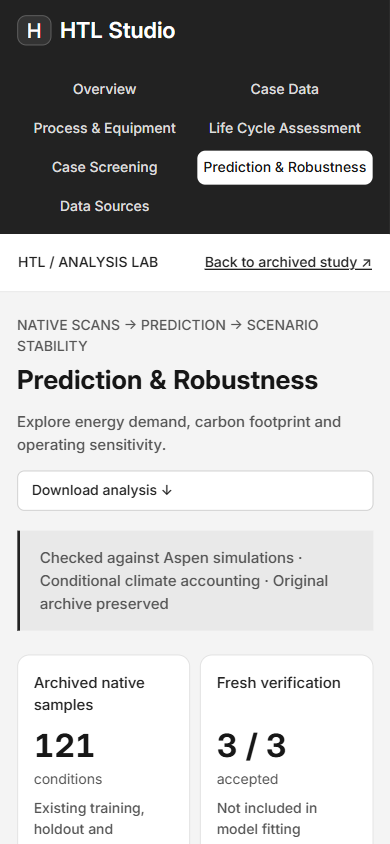 H HTL Studio
Overview
Case Data
Process & Equipment
Life Cycle Assessment
Case Screening
Prediction & Robustness
Data Sources
HTL / ANALYSIS LAB
Back to archived study ↗
NATIVE SCANS → PREDICTION → SCENARIO
STABILITY
Prediction & Robustness
Explore energy demand, carbon footprint and
operating sensitivity.
Download analysis ↓
Checked against Aspen simulations ·
Conditional climate accounting · Original
archive preserved
Archived native
samples
121
conditions
Existing training,
holdout and
Fresh verification
3 / 3
accepted
Not included in
model fitting